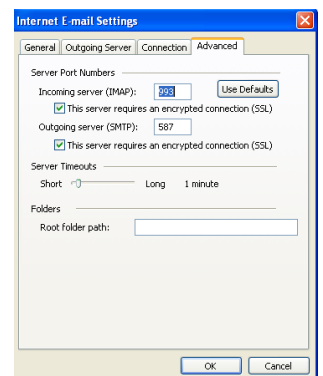 Internet E-mail Settings
General Outgoing Server Connection Advanced
Server Port Numbers
Incoming server (IMAP): 993 Use Defaults
This server requires an encrypted connection (SSL)
Outgoing server (SMTP): 587
This server requires an encrypted connection (SSL)
Server Timeouts
Short Long 1 minute
Folders
Root folder path:
OK Cancel